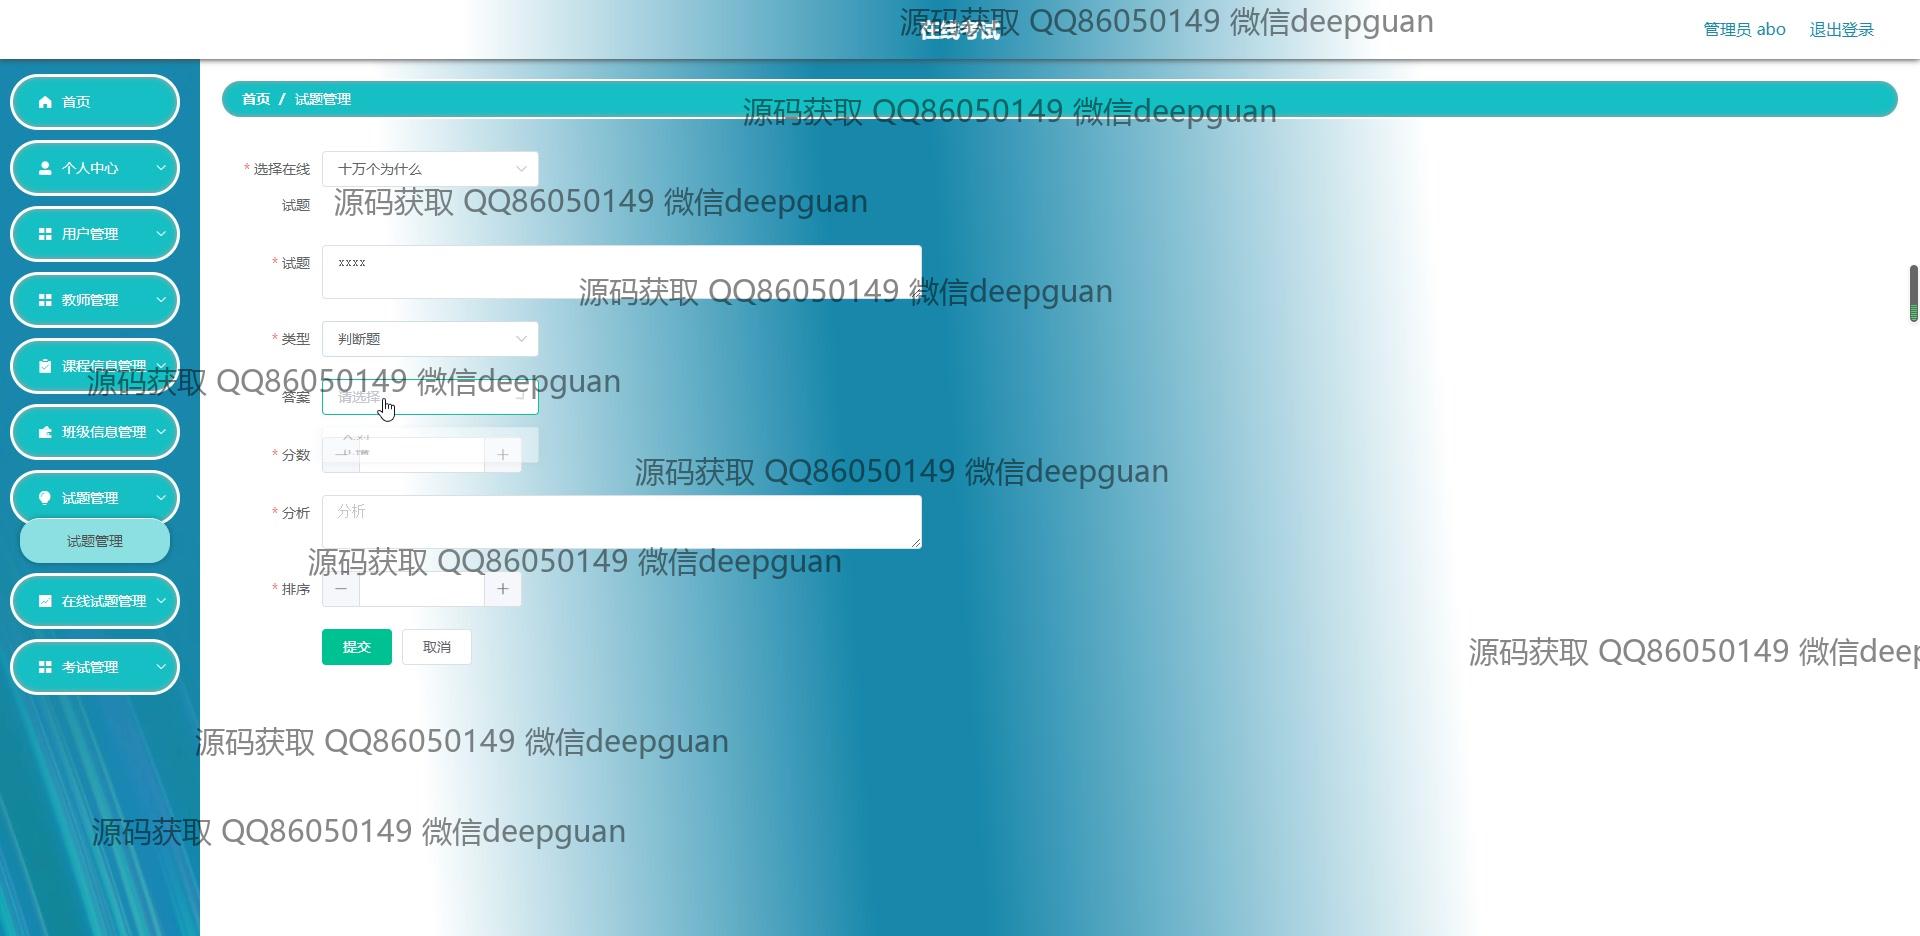 在线考试
源码获取 QQ86050149 微信deepguan
管理员 abo
退出登录
首页 / 试题管理
源码获取 QQ86050149 微信deepguan
首页
个人中心
用户管理
教师管理
课程信息管理
班级信息管理
试题管理
试题管理
在线试题管理
考试管理
* 选择在线
试题
十万个为什么
源码获取 QQ86050149 微信deepguan
* 试题
xxxx
源码获取 QQ86050149 微信deepguan
* 类型
判断题
源码获取 QQ86050149 微信deepguan
答案
请选择
* 分数
源码获取 QQ86050149 微信deepguan
* 分析
分析
源码获取 QQ86050149 微信deepguan
* 排序
提交
取消
源码获取 QQ86050149 微信deep
源码获取 QQ86050149 微信deepguan
源码获取 QQ86050149 微信deepguan